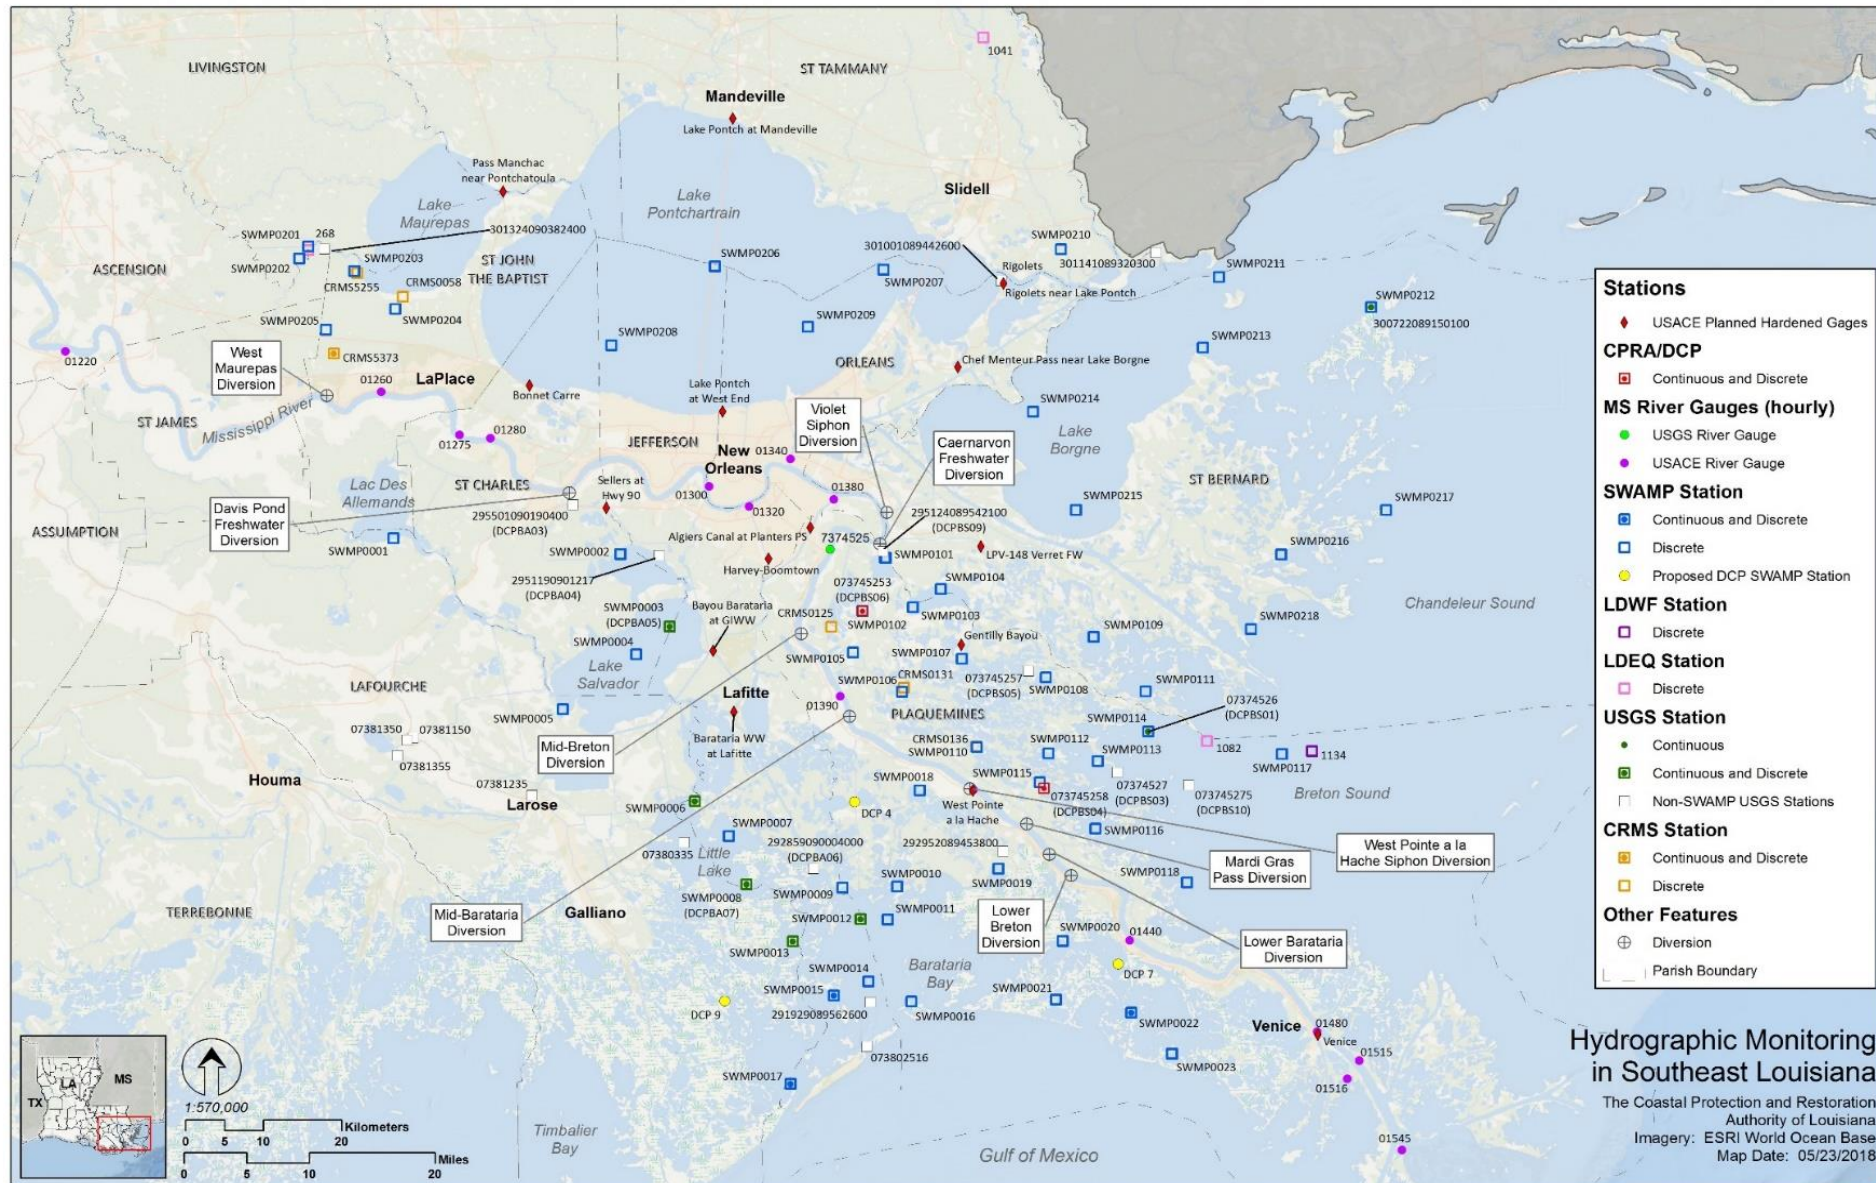 LIVINGSTON
ST TAMMANY
1041
Mandeville
Lake Pontch at Mandeville
Pass Manchac
near Pontchatoula
Lake
Maurepas
Lake
Pontchartrain
Slidell
SWMP0201
268
301324090382400
SWMP0202
SWMP0203
ASCENSION
ST JOHN
THE BAPTIST
CRMS5255
CRMS0058
SWMP0204
SWMP0205
SWMP0206
SWMP0207
301001089442600
Rigolets
Rigolets near Lake Pontch
SWMP0210
301141089320300
SWMP0211
SWMP0212
300722089150100
SWMP0208
SWMP0209
SWMP0213
ORLEANS
Chef Menteur Pass near Lake Borgne
01220
West
Maurepas
Diversion
CRMS5373
01260
LaPlace
Bonnet Carre
Lake Pontch
at West End
SWMP0214
Violet
Siphon
Diversion
Caernarvon
Freshwater
Diversion
Lake
Borgne
ST JAMES
Mississippi River
01275
01280
JEFFERSON
New
Orleans
01340
01300
01320
01380
ST BERNARD
Lac Des
Allemands
ST CHARLES
Sellers at
Hwy 90
Davis Pond
Freshwater
Diversion
295501090190400
(DCPBA03)
ASSUMPTION
SWMP0001
SWMP0002
Algiers Canal at Planters PS
7374525
295124089542100
(DCPBS09)
SWMP0215
SWMP0217
SWMP0101
LPV-148 Verret FW
SWMP0216
Harvey-Boomtown
2951190901217
(DCPBA04)
SWMP0003
(DCPBA05)
Bayou Barataria
at GIWW
073745253
(DCPBS06)
CRMS0125
SWMP0102
SWMP0104
SWMP0103
Chandeleur Sound
SWMP0004
Lake
Salvador
SWMP0105
Gentilly Bayou
SWMP0107
SWMP0109
SWMP0218
LAFOURCHE
Lafitte
SWMP0106
CRMS0131
073745257
(DCPBS05)
SWMP0108
SWMP0111
SWMP0005
01390
PLAQUEMINES
SWMP0114
07374526
(DCPBS01)
07381350
07381150
07381355
Mid-Breton
Diversion
Barataria WW
at Lafitte
CRMS0136
SWMP0110
SWMP0112
SWMP0113
1082
SWMP0117
1134
Houma
07381235
Larose
SWMP0006
SWMP0018
SWMP0115
DCP 4
West Pointe
a la Hache
073745258
(DCPBS04)
07374527
(DCPBS03)
073745275
(DCPBS10)
Breton Sound
SWMP0007
07380335
Little
Lake
292859090004000
(DCPBA06)
292952089453800
SWMP0116
Mardi Gras
Pass Diversion
West Pointe a la
Hache Siphon Diversion
SWMP0008
(DCPBA07)
SWMP0009
SWMP0010
SWMP0019
SWMP0118
TERREBONNE
Galliano
Mid-Barataria
Diversion
SWMP0012
SWMP0011
SWMP0013
Lower
Breton
Diversion
SWMP0020
01440
Lower Barataria
Diversion
DCP 7
SWMP0014
SWMP0015
Barataria
Bay
DCP 9
291929089562600
SWMP0016
SWMP0021
SWMP0022
Venice
01480
Venice
01515
01516
073802516
SWMP0023
SWMP0017
Timbalier
Bay
Gulf of Mexico
01545
Stations
USACE Planned Hardened Gages
CPRA/DCP
Continuous and Discrete
MS River Gauges (hourly)
USGS River Gauge
USACE River Gauge
SWAMP Station
Continuous and Discrete
Discrete
Proposed DCP SWAMP Station
LDWF Station
Discrete
LDEQ Station
Discrete
USGS Station
Continuous
Continuous and Discrete
Non-SWAMP USGS Stations
CRMS Station
Continuous and Discrete
Discrete
Other Features
Diversion
Parish Boundary
Hydrographic Monitoring
in Southeast Louisiana
The Coastal Protection and Restoration
Authority of Louisiana
Imagery: ESRI World Ocean Base
Map Date: 05/23/2018
LA
MS
TX
1:570,000
Kilometers
0 5 10 20
Miles
0 5 10 20